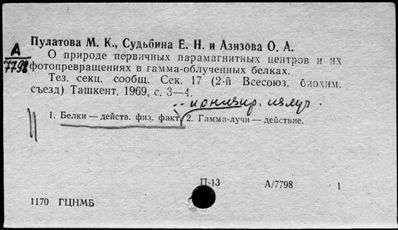 Пулатова М. К., Судьбина Е. Н. и Азизова О. А.
А
7798
О природе первичных парамагнитных центров и их
фотопревращениях в гамма-облученных белках.
Тез. секц. сообщ. Сек. 17 (2-й Всесоюз. биохим.
съезд) Ташкент, 1969, с. 3—4.
...ионизир. излуч.
1. Белки — действ. физ. факт. 2. Гамма-лучи — действие.
П-13 А/7798 1
1170 ГЦНМБ